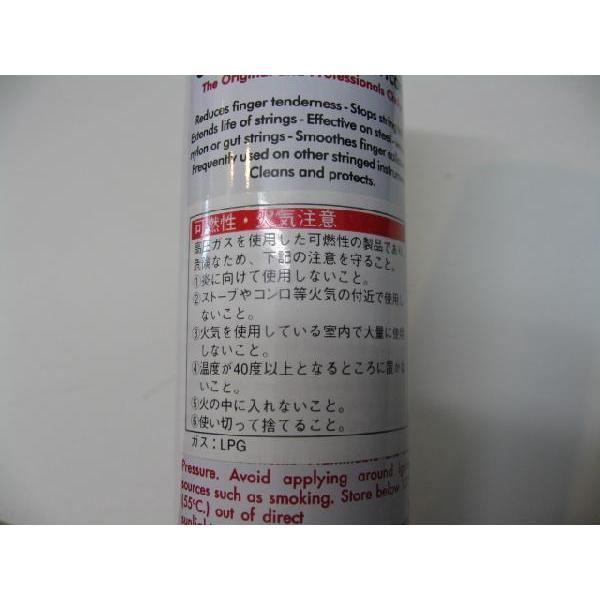 The Original and Professionals
Reduces finger tenderness - Stops string
Extends life of strings - Effective on steel
nylon or gut strings - Smoothes finger
Frequently used on other stringed
Cleans and protects.
可燃性・火気注意
高圧ガスを使用した可燃性の製品であり
危険なため、下記の注意を守ること。
①炎に向けて使用しないこと。
②ストーブやコンロ等火気の付近で使用し
ないこと。
③火気を使用している室内で大量に使用
しないこと。
④温度が40度以上となるところに置かな
いこと。
⑤火の中に入れないこと。
⑥使い切って捨てること。
ガス:LPG
Pressure. Avoid applying around
sources such as smoking. Store below
(55°C.) out of direct